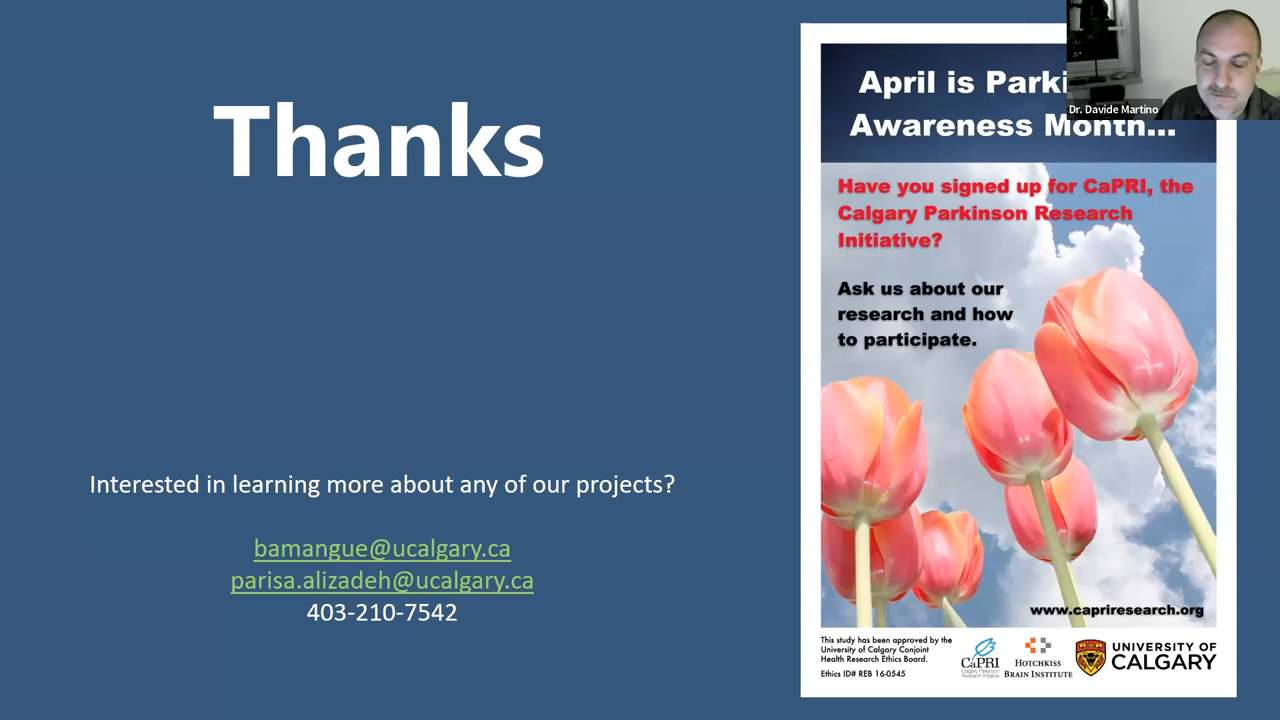 Thanks
Interested in learning more about any of our projects?
bamangue@ucalgary.ca
parisa.alizadeh@ucalgary.ca
403-210-7542
April is
Awareness Month...
Have you signed up for CaPRI, the
Calgary Parkinson Research
Initiative?
Ask us about our
research and how
to participate.
www.capriresearch.org
This study has been approved by the
University of Calgary Conjoint
Health Research Ethics Board.
Ethics ID# REB 16-0545
CaPRI
Calgary Parkinson
Research Initiative
HOTCHKISS
BRAIN INSTITUTE
UNIVERSITY OF
CALGARY
Dr. Davide Martino